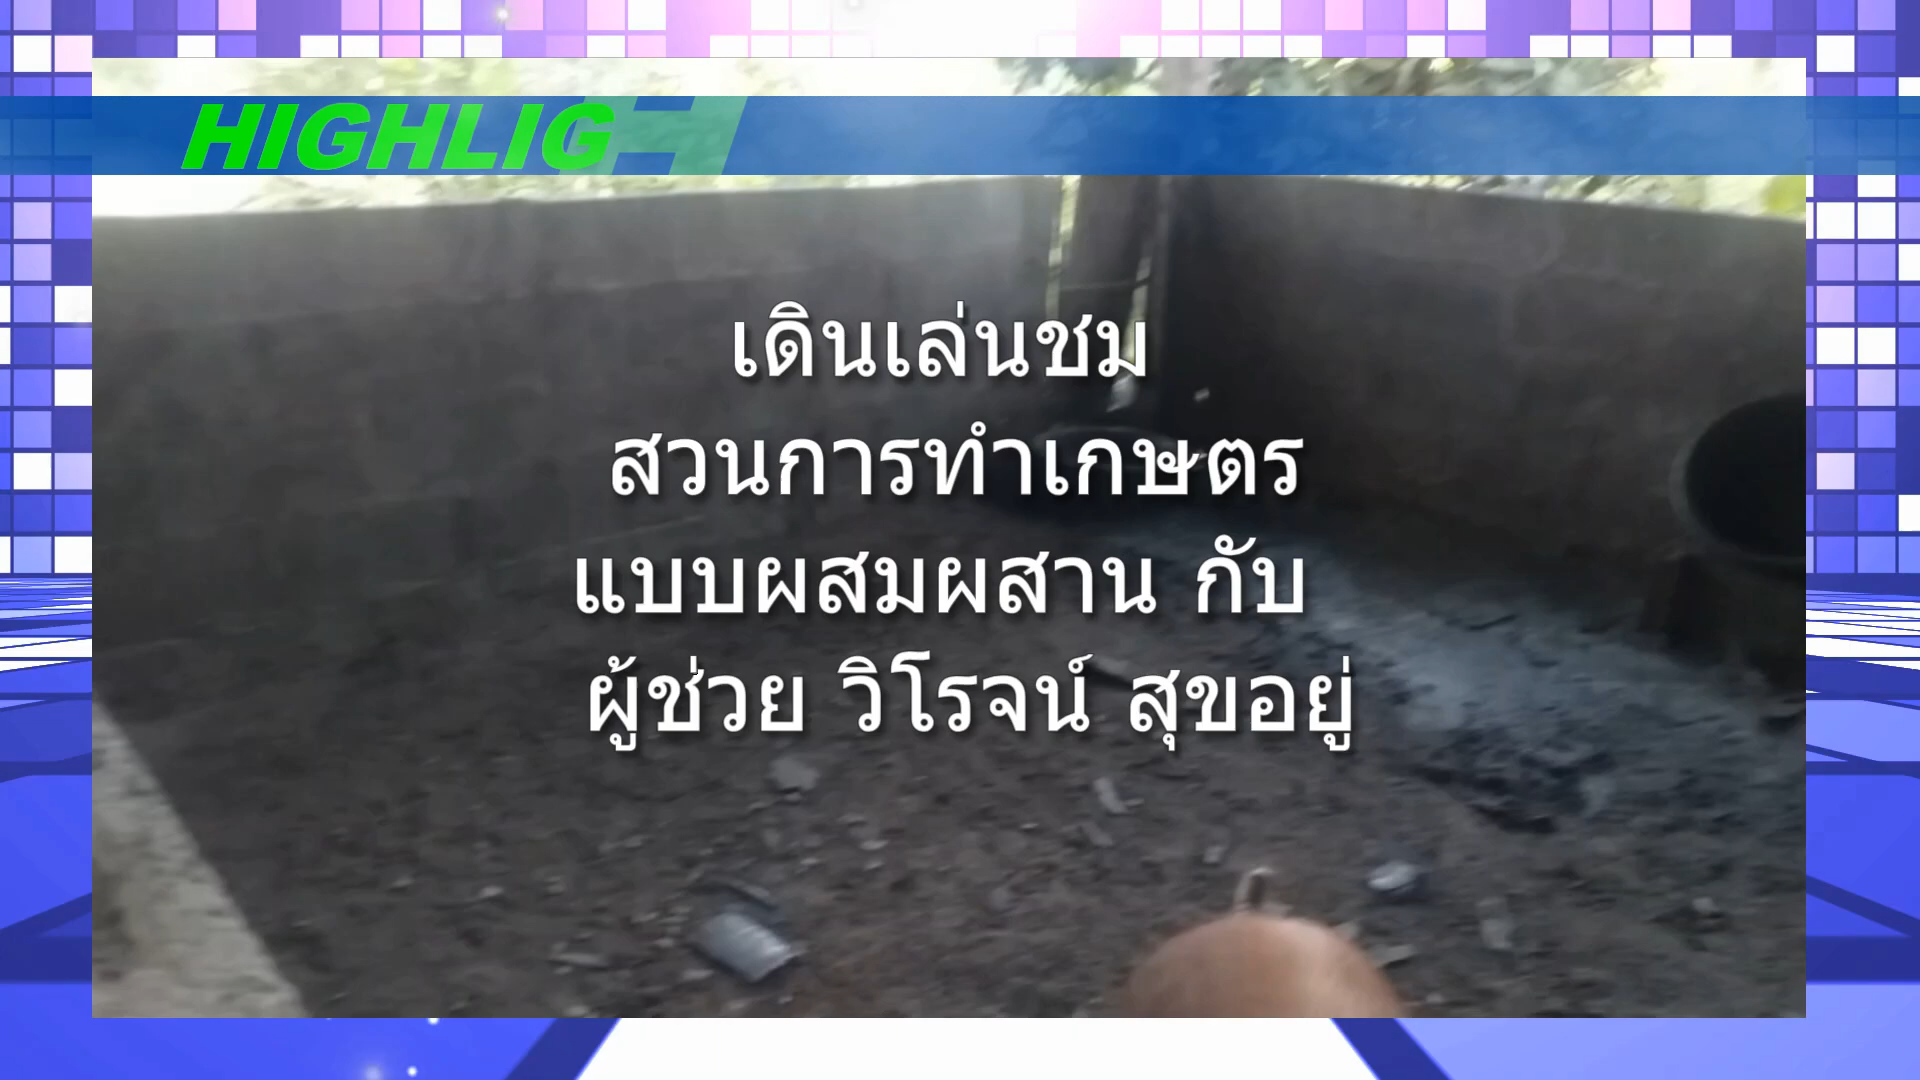 HIGHLIGH
เดินเล่นชม
สวนการทำเกษตร
แบบผสมผสาน กับ
ผู้ช่วย วิโรจน์ สุขอยู่